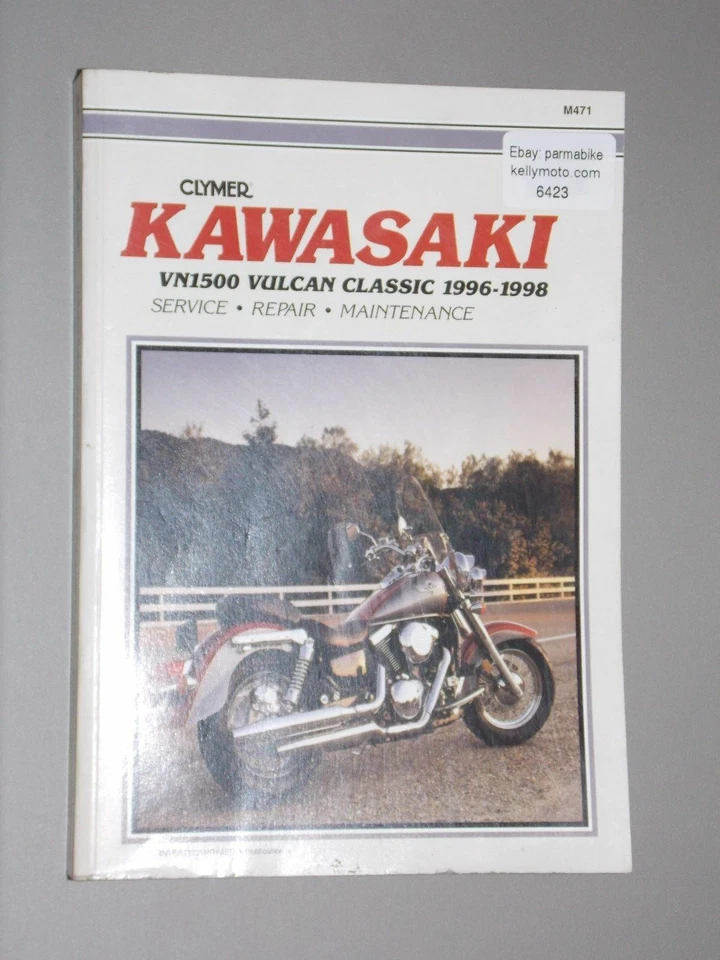 M471
Ebay: parmabike
kellymoto.com
6423
CLYMER
KAWASAKI
VN1500 VULCAN CLASSIC 1996-1998
SERVICE • REPAIR • MAINTENANCE